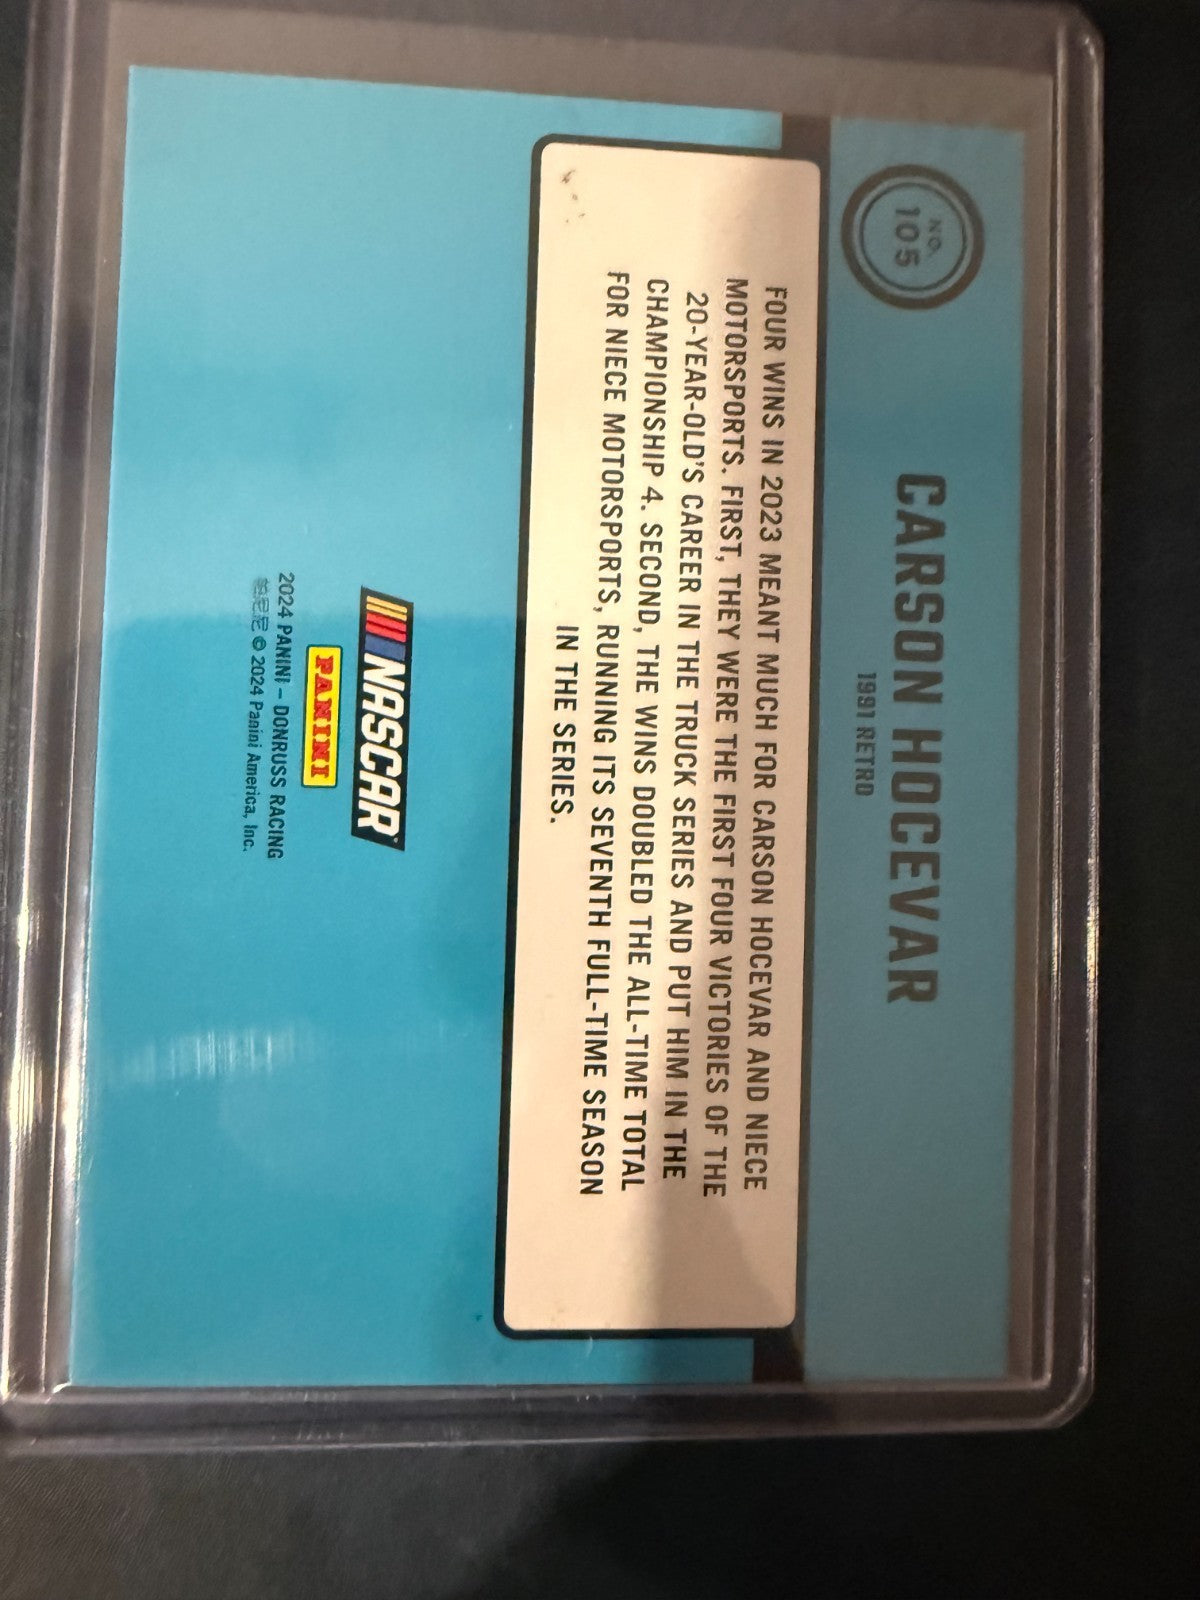 NO.
105
CARSON HOCEVAR
1991 RETRO
FOUR WINS IN 2023 MEANT MUCH FOR CARSON HOCEVAR AND NIECE
MOTORSPORTS. FIRST, THEY WERE THE FIRST FOUR VICTORIES OF THE
20-YEAR-OLD'S CAREER IN THE TRUCK SERIES AND PUT HIM IN THE
CHAMPIONSHIP 4. SECOND, THE WINS DOUBLED THE ALL-TIME TOTAL
FOR NIECE MOTORSPORTS, RUNNING ITS SEVENTH FULL-TIME SEASON
IN THE SERIES.
NASCAR
PANINI
2024 PANINI – DONRUSS RACING
帕尼尼 © 2024 Panini America, Inc.